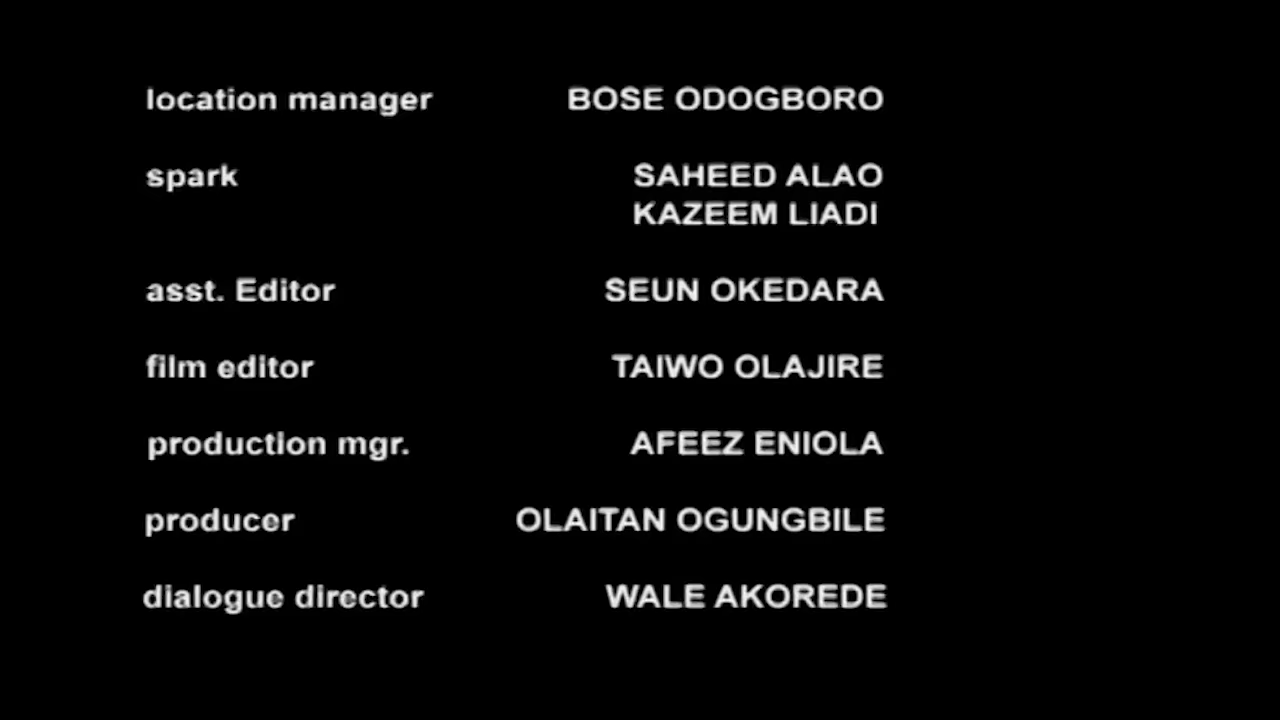 location manager BOSE ODOGBORO
spark SAHEED ALAO
KAZEEM LIADI
asst. Editor SEUN OKEDARA
film editor TAIWO OLAJIRE
production mgr. AFEEZ ENIOLA
producer OLAITAN OGUNGBILE
dialogue director WALE AKOREDE